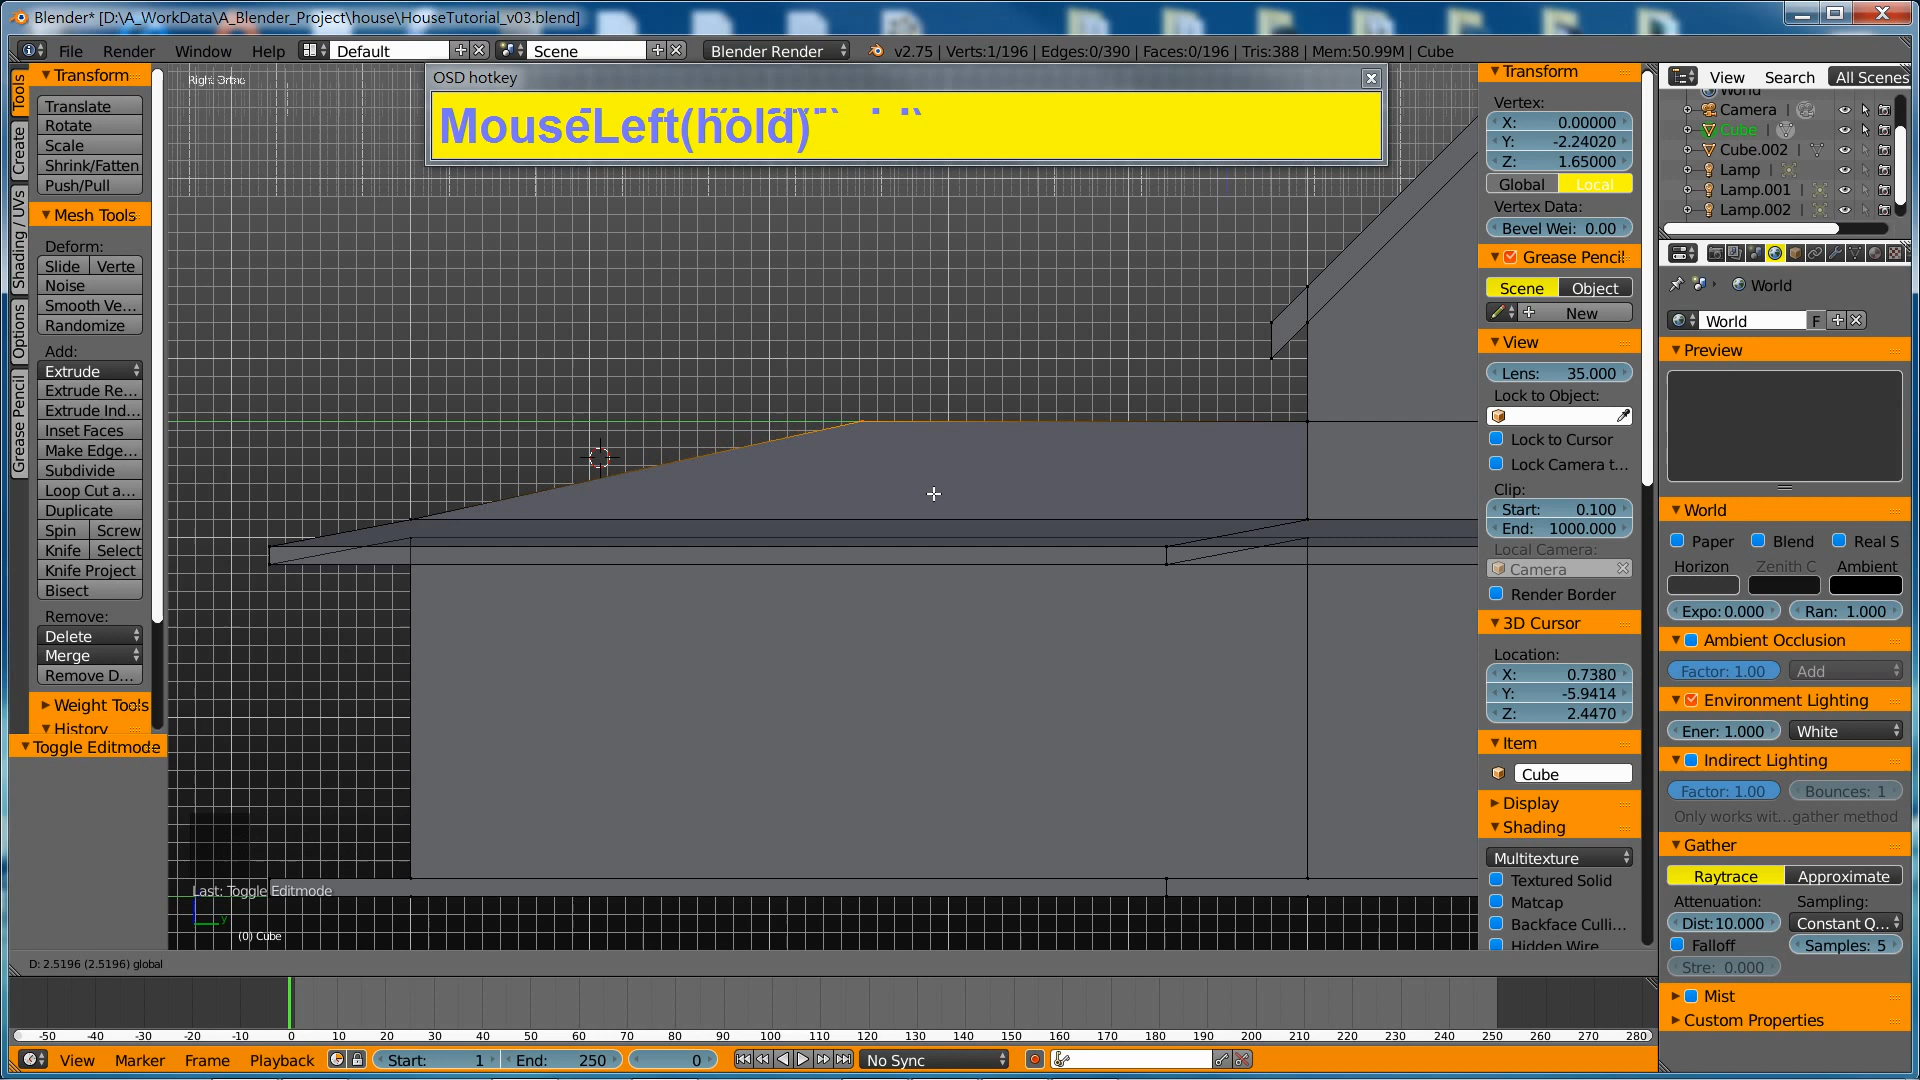 Blender* [D:\A_WorkData\A_Blender_Project\house\HouseTutorial_v03.blend]
File Render Window Help Default Scene Blender Render v2.75 | Verts:1/196 | Edges:0/390 | Faces:0/196 | Tris:388 | Mem:50.99M | Cube
OSD hotkey
MouseLeft(hold)
Right Ortho
Tools
Create
Shading / UVs
Options
Grease Pencil
Transform
Translate
Rotate
Scale
Shrink/Fatten
Push/Pull
Mesh Tools
Deform:
Slide Verte
Noise
Smooth Ve...
Randomize
Add:
Extrude
Extrude Re...
Extrude Ind...
Inset Faces
Make Edge...
Subdivide
Loop Cut a...
Duplicate
Spin Screw
Knife Select
Knife Project
Bisect
Remove:
Delete
Merge
Remove D...
Weight Tools
History
Toggle Editmode
Last: Toggle Editmode
y
(0) Cube
D: 2.5196 (2.5196) global
Transform
Vertex:
X: 0.00000
Y: -2.24020
Z: 1.65000
Global Local
Vertex Data:
Bevel Wei: 0.00
Grease Pencil
Scene Object
New
View
Lens: 35.000
Lock to Object:
Lock to Cursor
Lock Camera t...
Clip:
Start: 0.100
End: 1000.000
Local Camera:
Camera
Render Border
3D Cursor
Location:
X: 0.7380
Y: -5.9414
Z: 2.4470
Item
Cube
Display
Shading
Multitexture
Textured Solid
Matcap
Backface Culli...
Hidden Wire
View Search All Scenes
World
Camera
Cube
Cube.002
Lamp
Lamp.001
Lamp.002
World
World F
Preview
World
Paper Blend Real S
Horizon Zenith C Ambient
Expo: 0.000 Ran: 1.000
Ambient Occlusion
Factor: 1.00 Add
Environment Lighting
Ener: 1.000 White
Indirect Lighting
Factor: 1.00 Bounces: 1
Only works wit...gather method
Gather
Raytrace Approximate
Attenuation: Sampling:
Dist: 10.000 Constant Q...
Falloff Samples: 5
Stre: 0.000
Mist
Custom Properties
-50 -40 -30 -20 -10 0 10 20 30 40 50 60 70 80 90 100 110 120 130 140 150 160 170 180 190 200 210 220 230 240 250 260 270 280
View Marker Frame Playback Start: 1 End: 250 0 No Sync